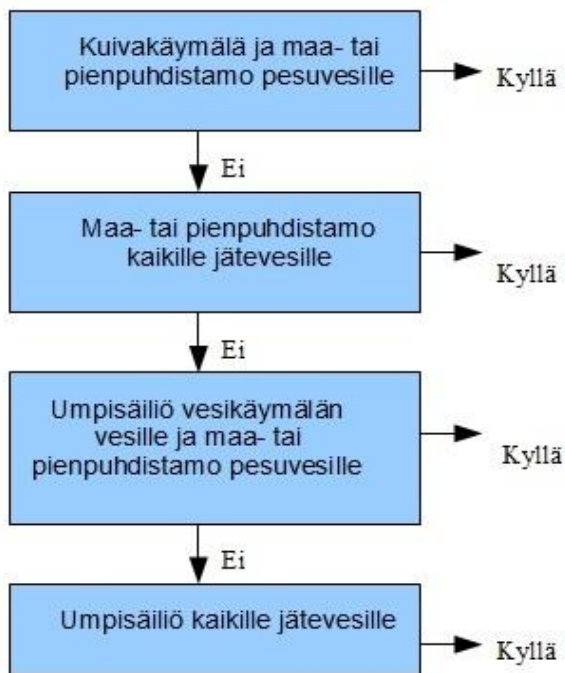 Kuivakäymälä ja maa- tai
pienpuhdistamo pesuvesille
Kyllä
Ei
Maa- tai pienpuhdistamo
kaikille jätevesille
Kyllä
Ei
Umpisäiliö vesikäymälän
vesille ja maa- tai
pienpuhdistamo pesuvesille
Kyllä
Ei
Umpisäiliö kaikille jätevesille
Kyllä